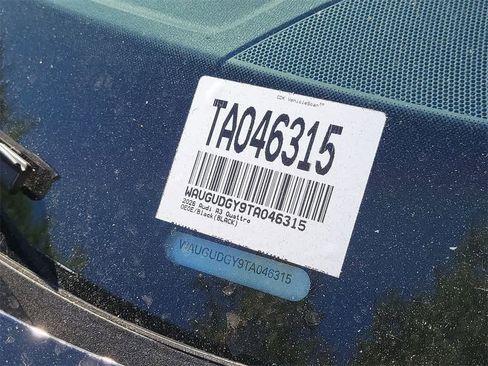 CDK VehicleScan™
TA046315
WAUGUDGY9TA046315
2026 Audi A3 Quattro
0E0E/Black(BLACK)
WAUGUDGY9TA046315